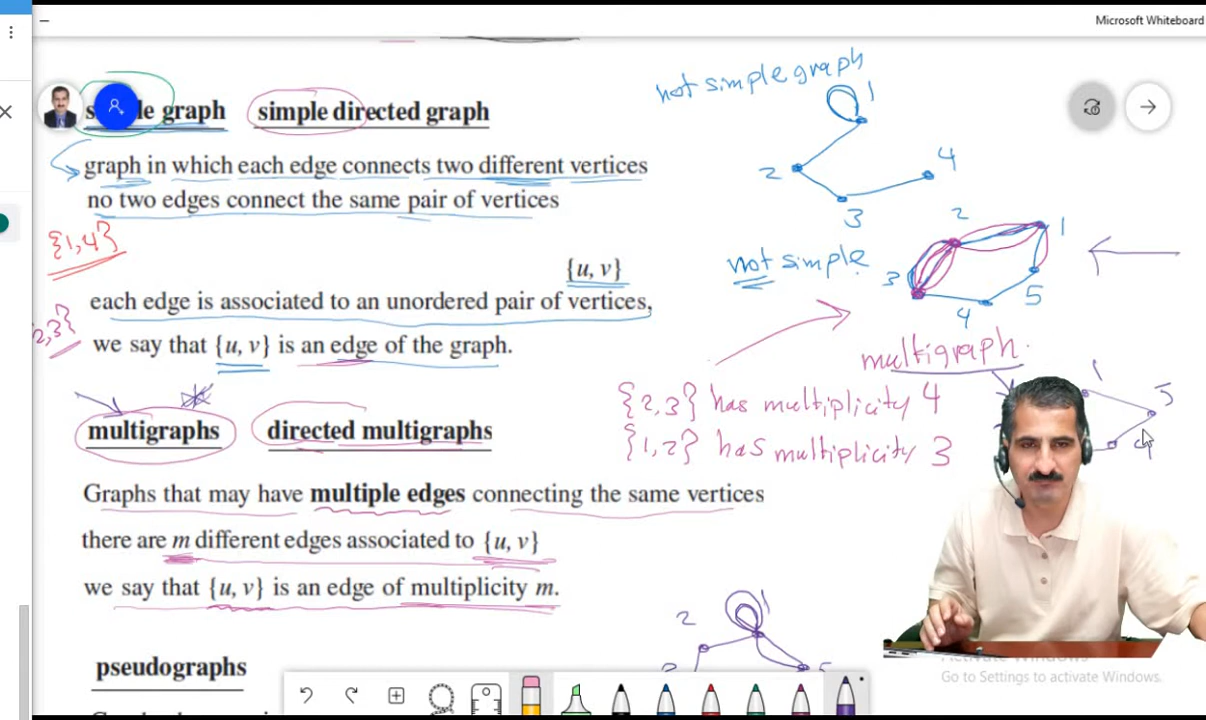 Microsoft Whiteboard
not simple graph
graph simple directed graph
1
graph in which each edge connects two different vertices
2
4
no two edges connect the same pair of vertices
3
{1,4}
2
1
{u, v}
not simple
3
5
each edge is associated to an unordered pair of vertices,
4
2,3}
we say that {u, v} is an edge of the graph.
multigraph
{2,3} has multiplicity 4
1
5
multigraphs directed multigraphs
{1,2} has multiplicity 3
4
Graphs that may have multiple edges connecting the same vertices
there are m different edges associated to {u, v}
we say that {u, v} is an edge of multiplicity m.
2
1
pseudographs
Activate Windows
Go to Settings to activate Windows.